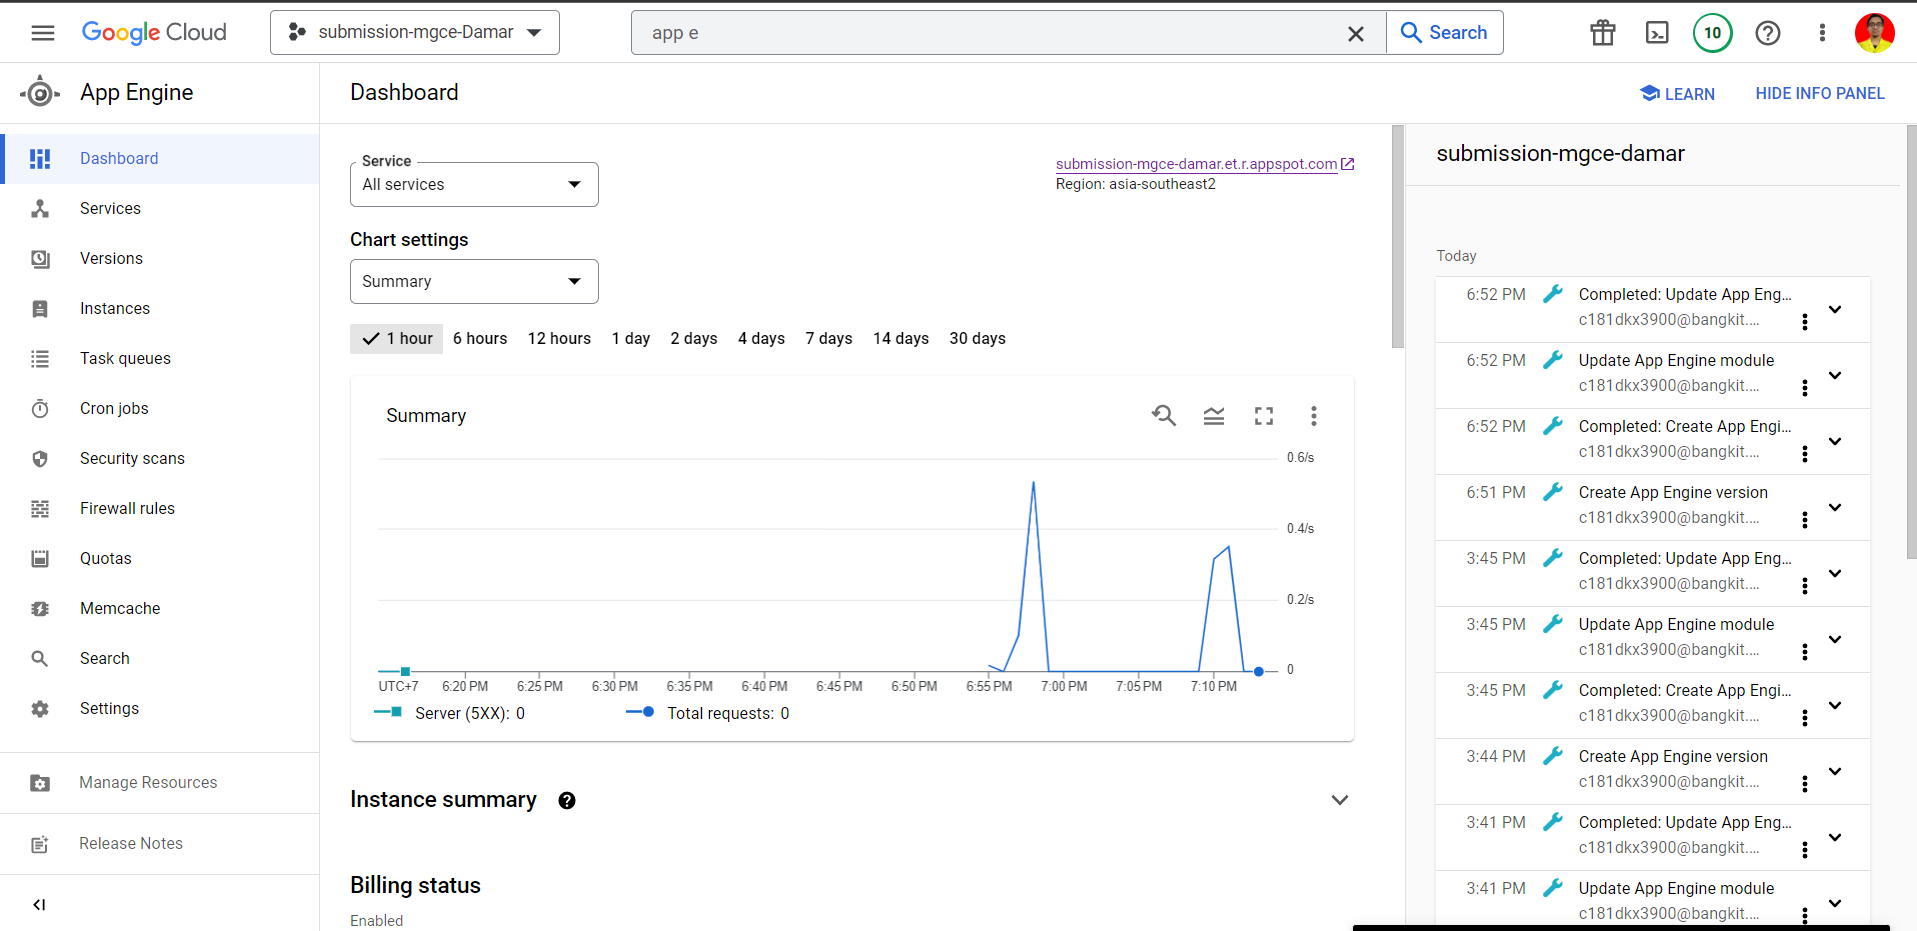 Google Cloud
submission-mgce-Damar
app e
Search
10
App Engine
Dashboard
LEARN
HIDE INFO PANEL
Dashboard
Services
Versions
Instances
Task queues
Cron jobs
Security scans
Firewall rules
Quotas
Memcache
Search
Settings
Manage Resources
Release Notes
Service
All services
submission-mgce-damar.et.r.appspot.com
Region: asia-southeast2
Chart settings
Summary
1 hour 6 hours 12 hours 1 day 2 days 4 days 7 days 14 days 30 days
Summary
0.6/s
0.4/s
0.2/s
0
UTC+7 6:20 PM 6:25 PM 6:30 PM 6:35 PM 6:40 PM 6:45 PM 6:50 PM 6:55 PM 7:00 PM 7:05 PM 7:10 PM
Server (5XX): 0 Total requests: 0
Instance summary
Billing status
Enabled
submission-mgce-damar
Today
6:52 PM Completed: Update App Eng...
c181dkx3900@bangkit....
6:52 PM Update App Engine module
c181dkx3900@bangkit....
6:52 PM Completed: Create App Engi...
c181dkx3900@bangkit....
6:51 PM Create App Engine version
c181dkx3900@bangkit....
3:45 PM Completed: Update App Eng...
c181dkx3900@bangkit....
3:45 PM Update App Engine module
c181dkx3900@bangkit....
3:45 PM Completed: Create App Engi...
c181dkx3900@bangkit....
3:44 PM Create App Engine version
c181dkx3900@bangkit....
3:41 PM Completed: Update App Eng...
c181dkx3900@bangkit....
3:41 PM Update App Engine module
c181dkx3900@bangkit....